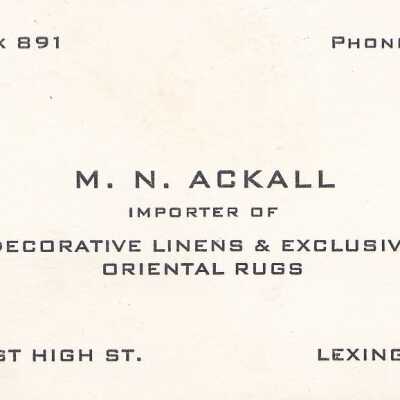 x 891 Phone
M. N. ACKALL
IMPORTER OF
DECORATIVE LINENS & EXCLUSIV
ORIENTAL RUGS
ST HIGH ST. LEXING